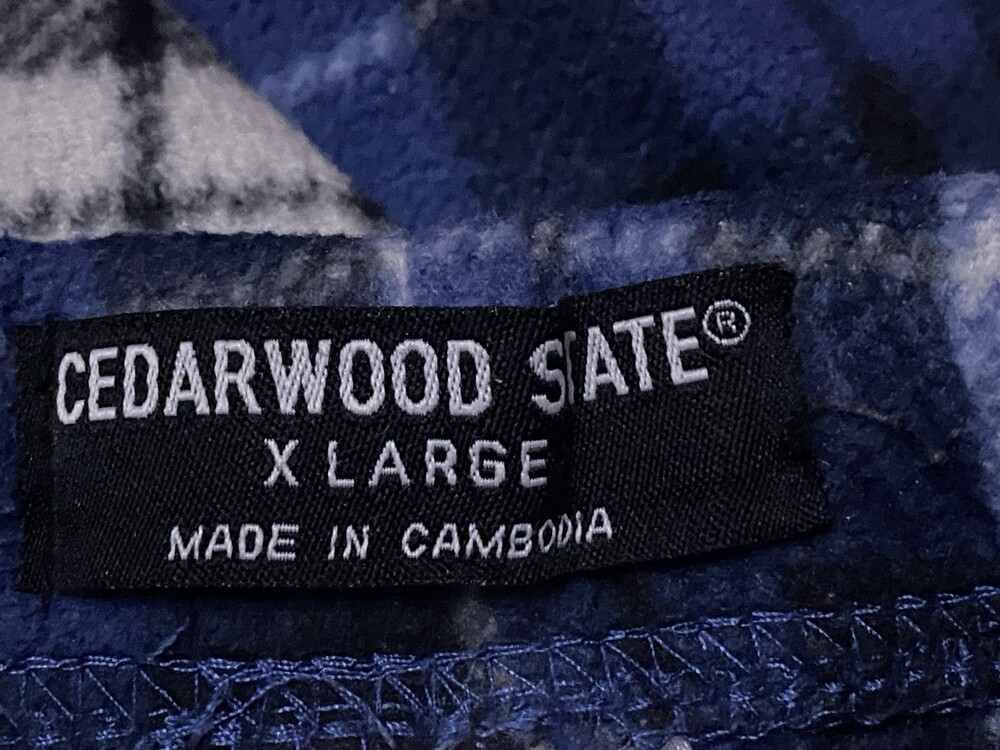 CEDARWOOD STATE®
X LARGE
MADE IN CAMBODIA